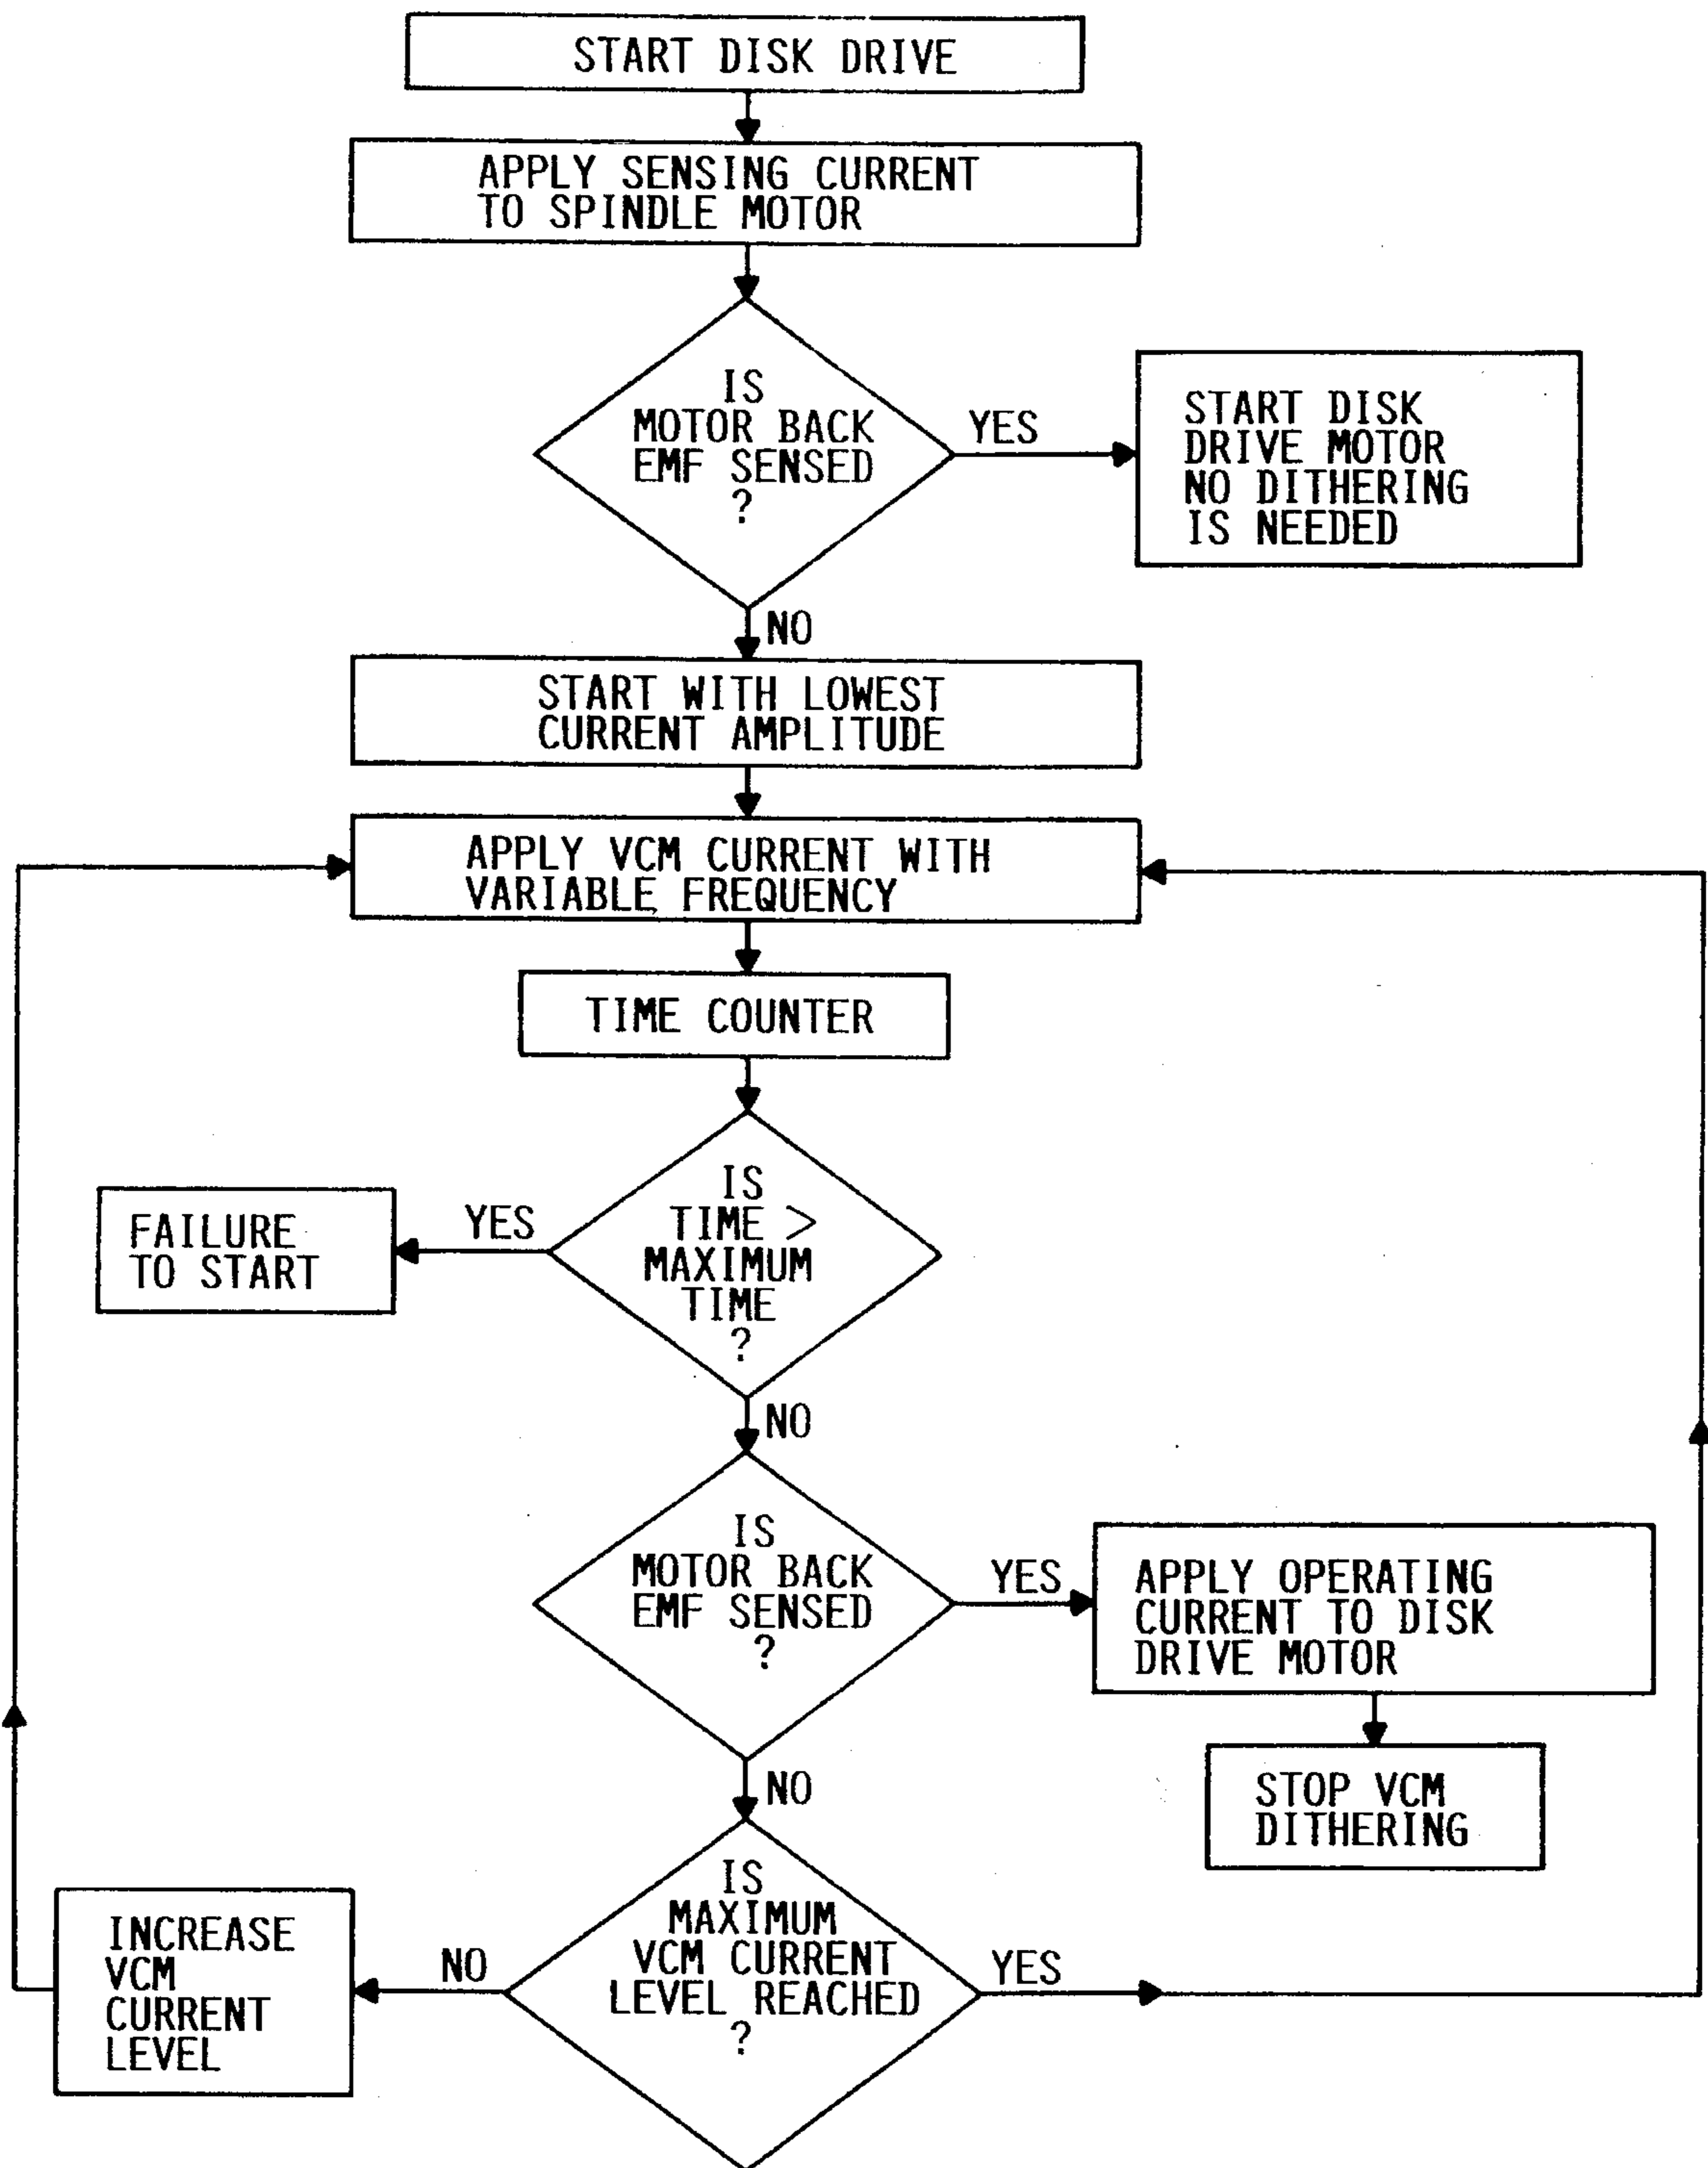 START DISK DRIVE
APPLY SENSING CURRENT
TO SPINDLE MOTOR
IS
MOTOR BACK
EMF SENSED
?
YES
START DISK
DRIVE MOTOR
NO DITHERING
IS NEEDED
NO
START WITH LOWEST
CURRENT AMPLITUDE
APPLY VCM CURRENT WITH
VARIABLE FREQUENCY
TIME COUNTER
IS
TIME >
MAXIMUM
TIME
?
YES
FAILURE
TO START
NO
IS
MOTOR BACK
EMF SENSED
?
YES
APPLY OPERATING
CURRENT TO DISK
DRIVE MOTOR
STOP VCM
DITHERING
NO
IS
MAXIMUM
VCM CURRENT
LEVEL REACHED
?
NO
INCREASE
VCM
CURRENT
LEVEL
YES